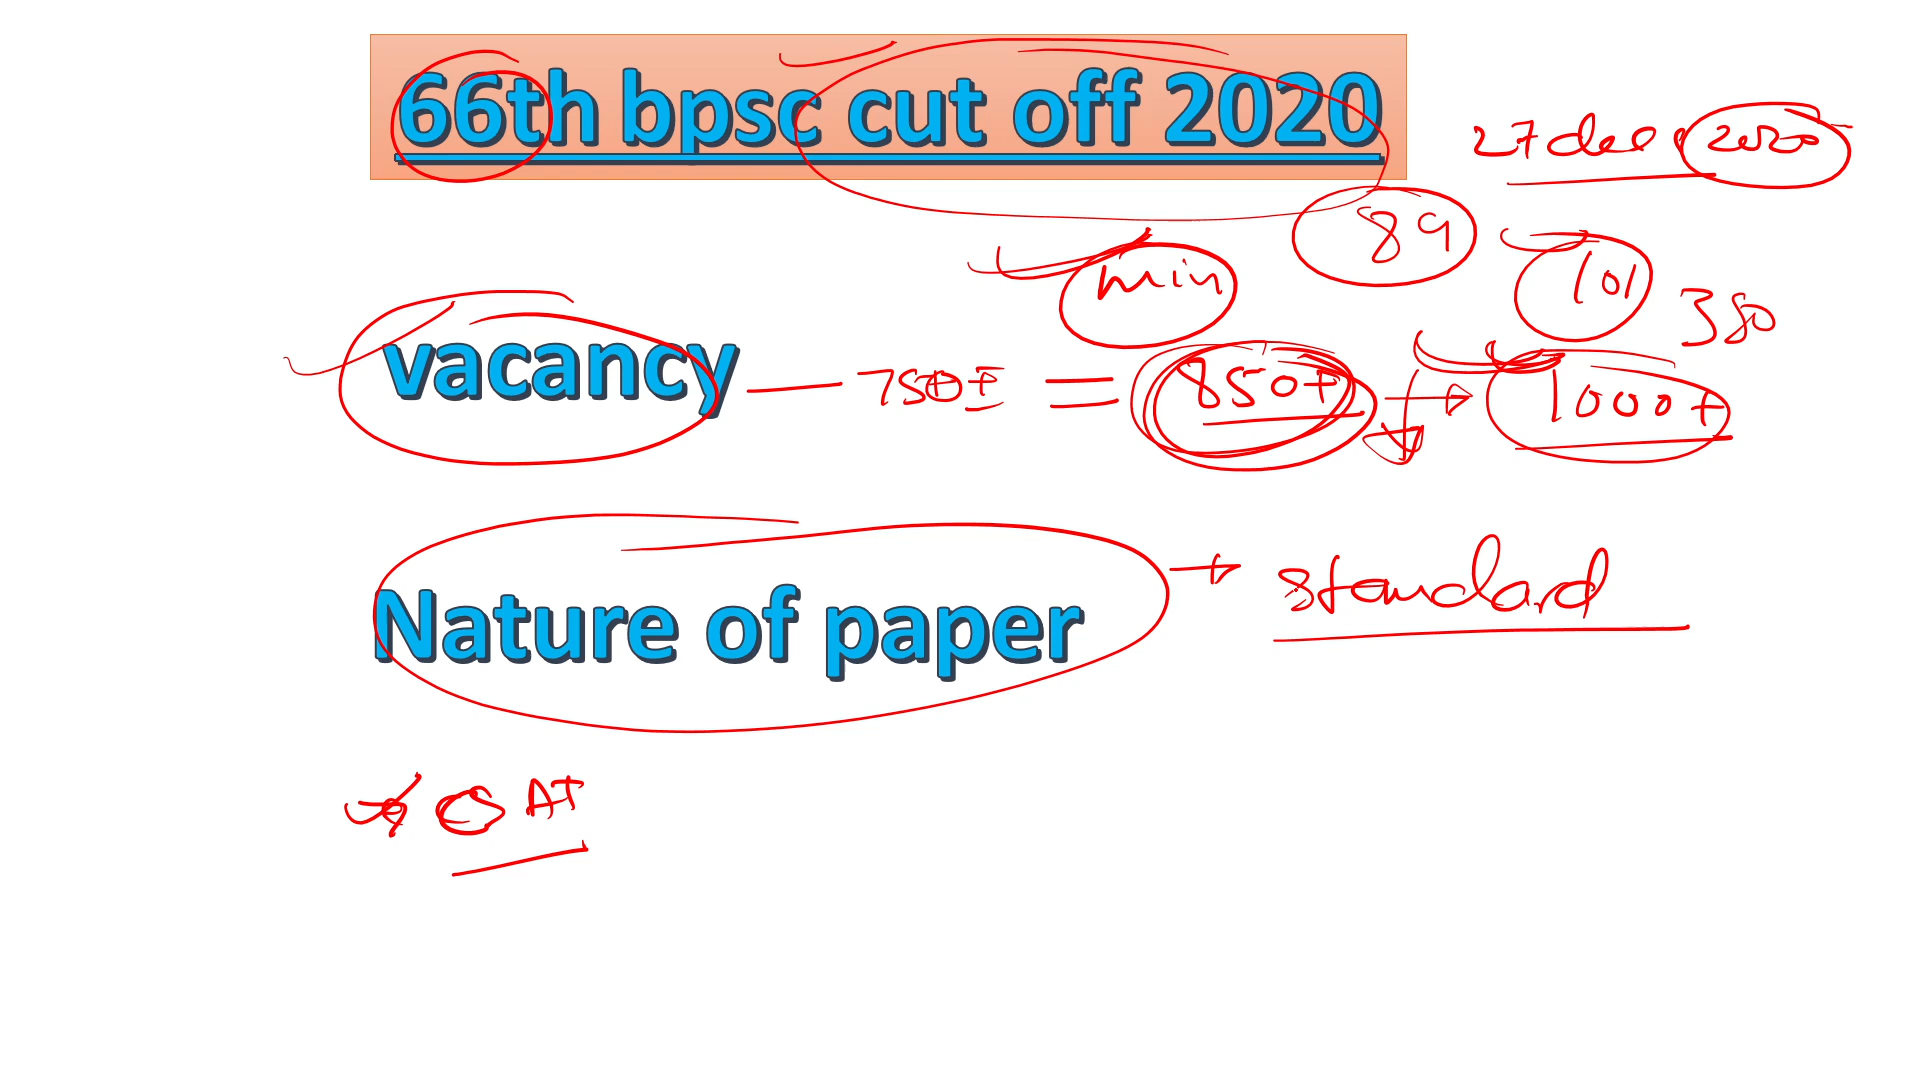 66th bpsc cut off 2020
27 dec 2020
min 89 101
380
vacancy — 750+ = 850+ → 1000+
Nature of paper → standard
CSAT